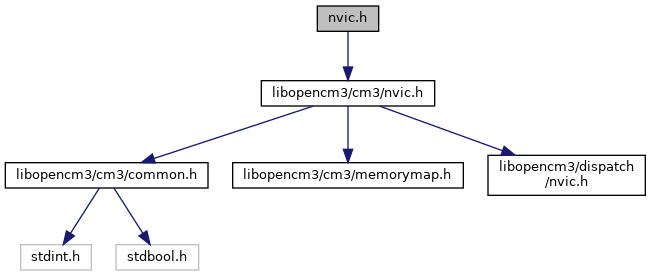 nvic.h
libopencm3/cm3/nvic.h
libopencm3/cm3/common.h
libopencm3/cm3/memorymap.h
libopencm3/dispatch
/nvic.h
stdint.h
stdbool.h